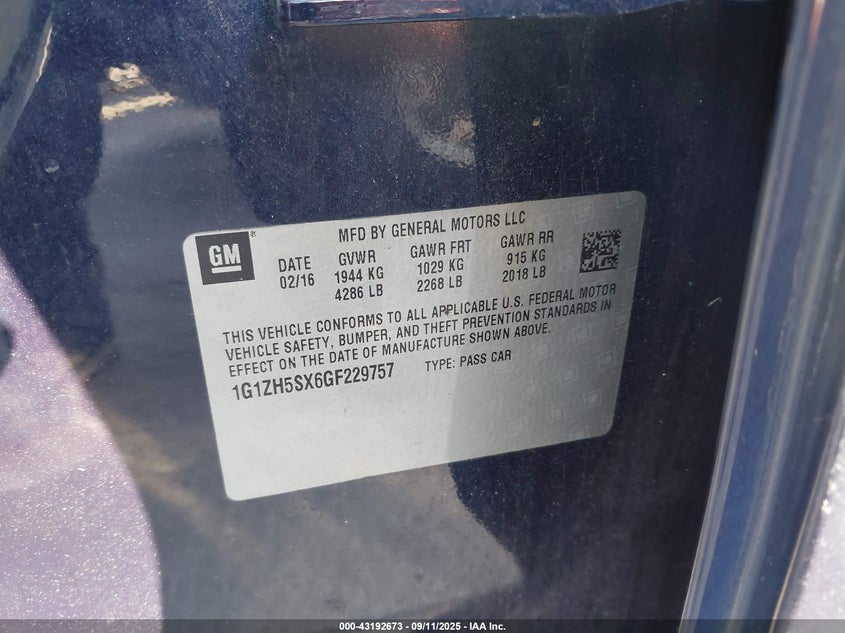 MFD BY GENERAL MOTORS LLC
GM
DATE GVWR GAWR FRT GAWR RR
02/16 1944 KG 1029 KG 915 KG
4286 LB 2268 LB 2018 LB
THIS VEHICLE CONFORMS TO ALL APPLICABLE U.S. FEDERAL MOTOR
VEHICLE SAFETY, BUMPER, AND THEFT PREVENTION STANDARDS IN
EFFECT ON THE DATE OF MANUFACTURE SHOWN ABOVE.
1G1ZH5SX6GF229757 TYPE: PASS CAR
000-43192673 - 09/11/2025 - IAA Inc.